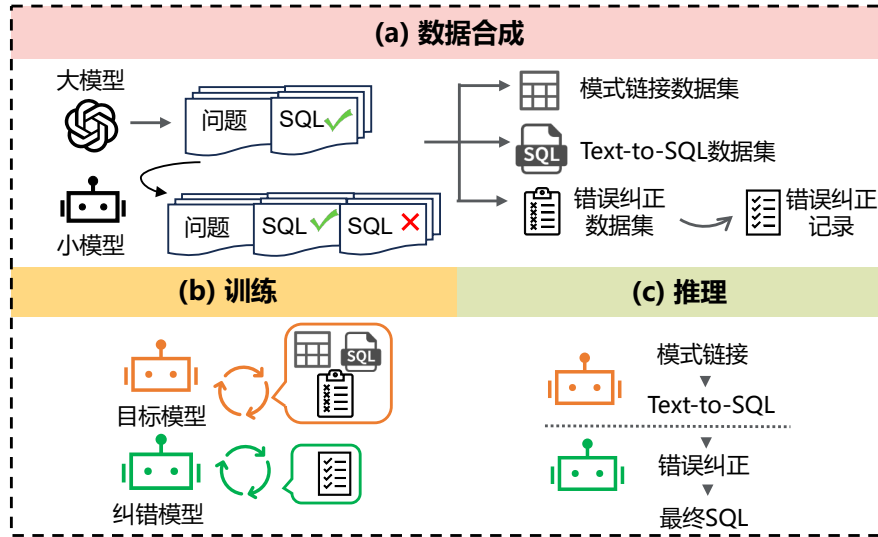 (a) 数据合成
大模型
问题
SQL
小模型
问题
SQL
SQL
模式链接数据集
SQL
Text-to-SQL数据集
错误纠正
数据集
错误纠正
记录
(b) 训练
SQL
目标模型
纠错模型
(c) 推理
模式链接
Text-to-SQL
错误纠正
最终SQL